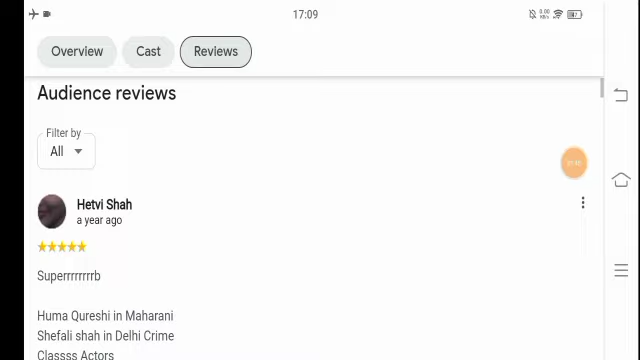 17:09
Overview Cast Reviews
Audience reviews
Filter by
All
Hetvi Shah
a year ago
Superrrrrrrrb
Huma Qureshi in Maharani
Shefali shah in Delhi Crime
Classss Actors